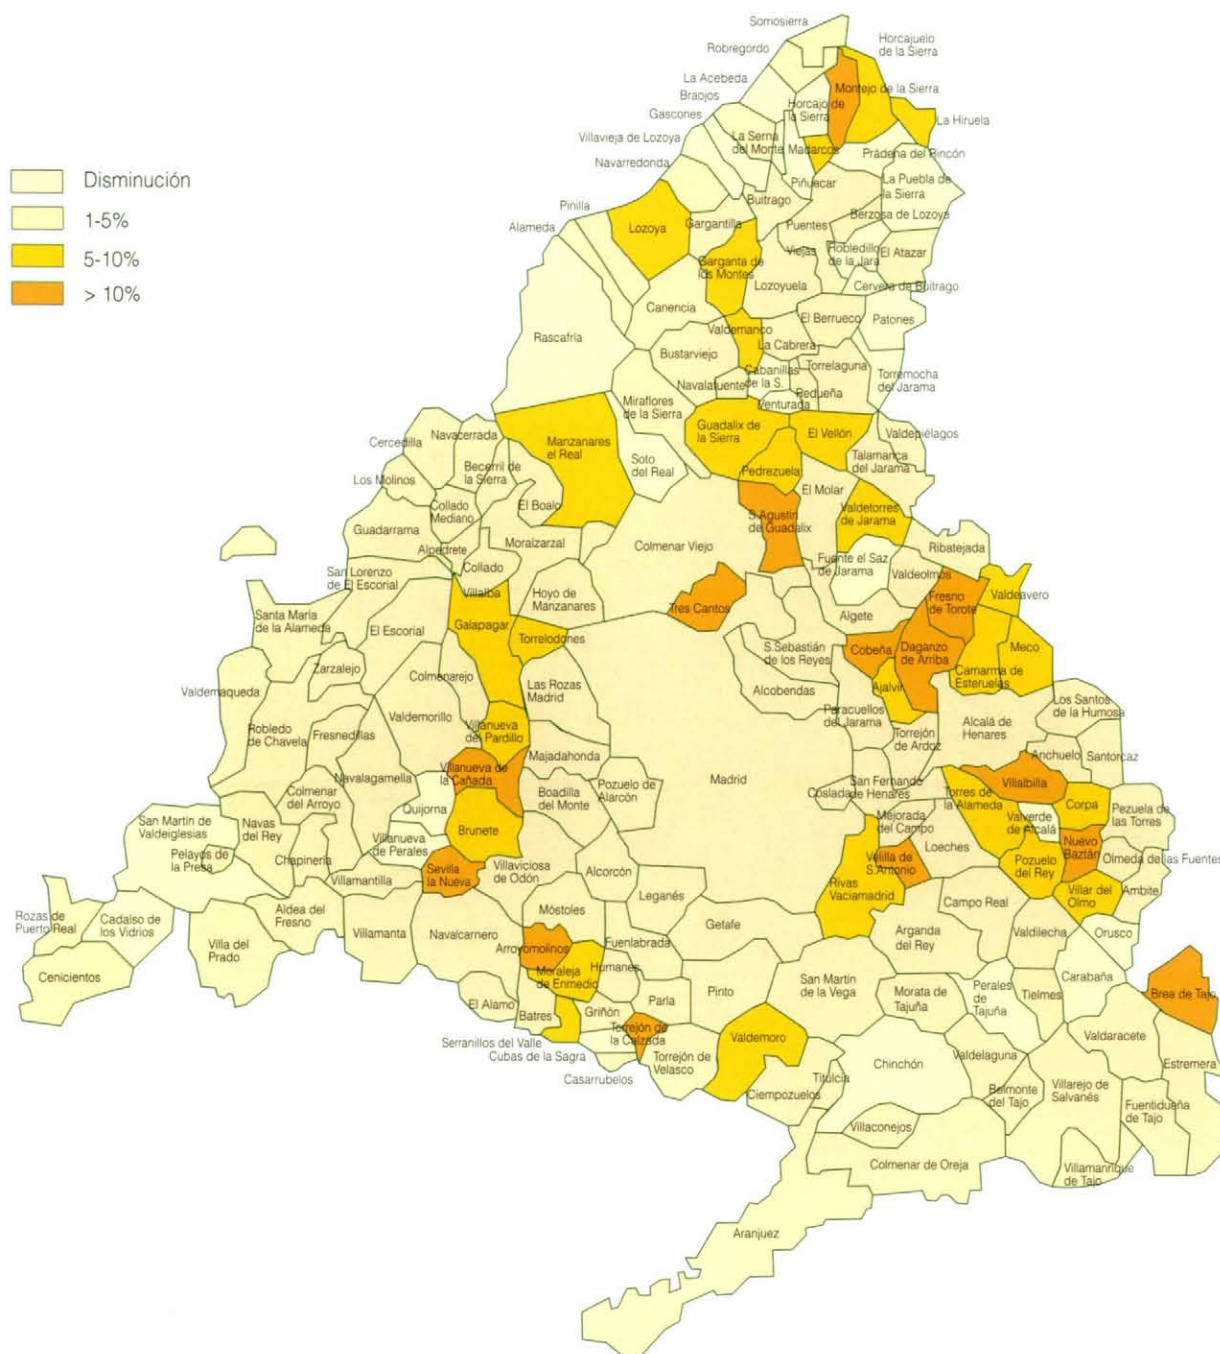 Disminución
1-5%
5-10%
> 10%
Somosierra
Horcajuelo
de la Sierra
Robregordo
La Acebeda
Montejo de la Sierra
Braojos
Horcajo de
la Sierra
Gascones
La Hiruela
La Serna
del Monte
Villavieja de Lozoya
Madarcos
Prádena del Rincón
Navarredonda
Piñuecar
La Puebla de
la Sierra
Buitrago
Pinilla
Berzosa de Lozoya
Alameda
Lozoya
Gargantilla
Puentes
Viejas
Robledillo
de la Jara
El Atazar
Garganta de
los Montes
Lozoyuela
Cervera de Buitrago
Canencia
El Berrueco
Patones
Rascafría
Valdemanco
La Cabrera
Bustarviejo
Torrelaguna
Cabanillas
de la S.
Torremocha
del Jarama
Navalafuente
Redueña
Venturada
Miraflores
de la Sierra
Guadalix de
la Sierra
El Vellón
Valdepiélagos
Navacerrada
Cercedilla
Manzanares
el Real
Talamanca
del Jarama
Becerril de
la Sierra
Soto
del Real
Pedrezuela
Los Molinos
El Molar
Collado
Mediano
El Boalo
Valdetorres
de Jarama
Guadarrama
S.Agustín
de Guadalix
Moralzarzal
Colmenar Viejo
Ribatejada
Alpedrete
Fuente el Saz
de Jarama
Collado
Villalba
San Lorenzo
de El Escorial
Valdeolmos
Hoyo de
Manzanares
Fresno
de Torote
Valdeavero
Tres Cantos
Santa María
de la Alameda
Algete
Galapagar
El Escorial
Torrelodones
S.Sebastián
de los Reyes
Cobeña
Daganzo
de Arriba
Meco
Zarzalejo
Camarma de
Esteruelas
Colmenarejo
Las Rozas
Madrid
Alcobendas
Ajalvir
Valdemaqueda
Los Santos
de la Humosa
Paracuellos
del Jarama
Valdemorillo
Alcalá de
Henares
Robledo
de Chavela
Fresnedillas
Villanueva
del Pardillo
Torrejón
de Ardoz
Majadahonda
Anchuelo
Santorcaz
Villanueva de
la Cañada
Navalagamella
Madrid
San Fernando
de Henares
Coslada
Villalbilla
Boadilla
del Monte
Pozuelo de
Alarcón
Torres de
la Alameda
Colmenar
del Arroyo
Quijorna
Corpa
Pezuela de
las Torres
San Martín de
Valdeiglesias
Navas
del Rey
Mejorada
del Campo
Valverde
de Alcalá
Brunete
Villanueva
de Perales
Loeches
Nuevo
Baztán
Pelayos de
la Presa
Chapinería
Velilla de
S.Antonio
Olmeda de las Fuentes
Villaviciosa
de Odón
Alcorcón
Sevilla
la Nueva
Pozuelo
del Rey
Villamantilla
Rivas
Vaciamadrid
Villar del
Olmo
Ambite
Leganés
Campo Real
Aldea del
Fresno
Móstoles
Rozas de
Puerto Real
Cadalso de
los Vidrios
Getafe
Orusco
Villamanta
Navalcarnero
Arganda
del Rey
Valdilecha
Villa del
Prado
Arroyomolinos
Fuenlabrada
Cenicientos
Humanes
Carabaña
Moraleja
de Enmedio
San Martín
de la Vega
Perales
de
Tajuña
Brea de Tajo
Pinto
Morata de
Tajuña
Tielmes
Parla
El Alamo
Batres
Griñón
Torrejón de
la Calzada
Valdemoro
Valdaracete
Serranillos del Valle
Cubas de la Sagra
Torrejón de
Velasco
Chinchón
Valdelaguna
Estremera
Casarrubelos
Titulcia
Ciempozuelos
Belmonte
del Tajo
Villarejo de
Salvanés
Fuentidueña
de Tajo
Villaconejos
Colmenar de Oreja
Villamanrique
de Tajo
Aranjuez